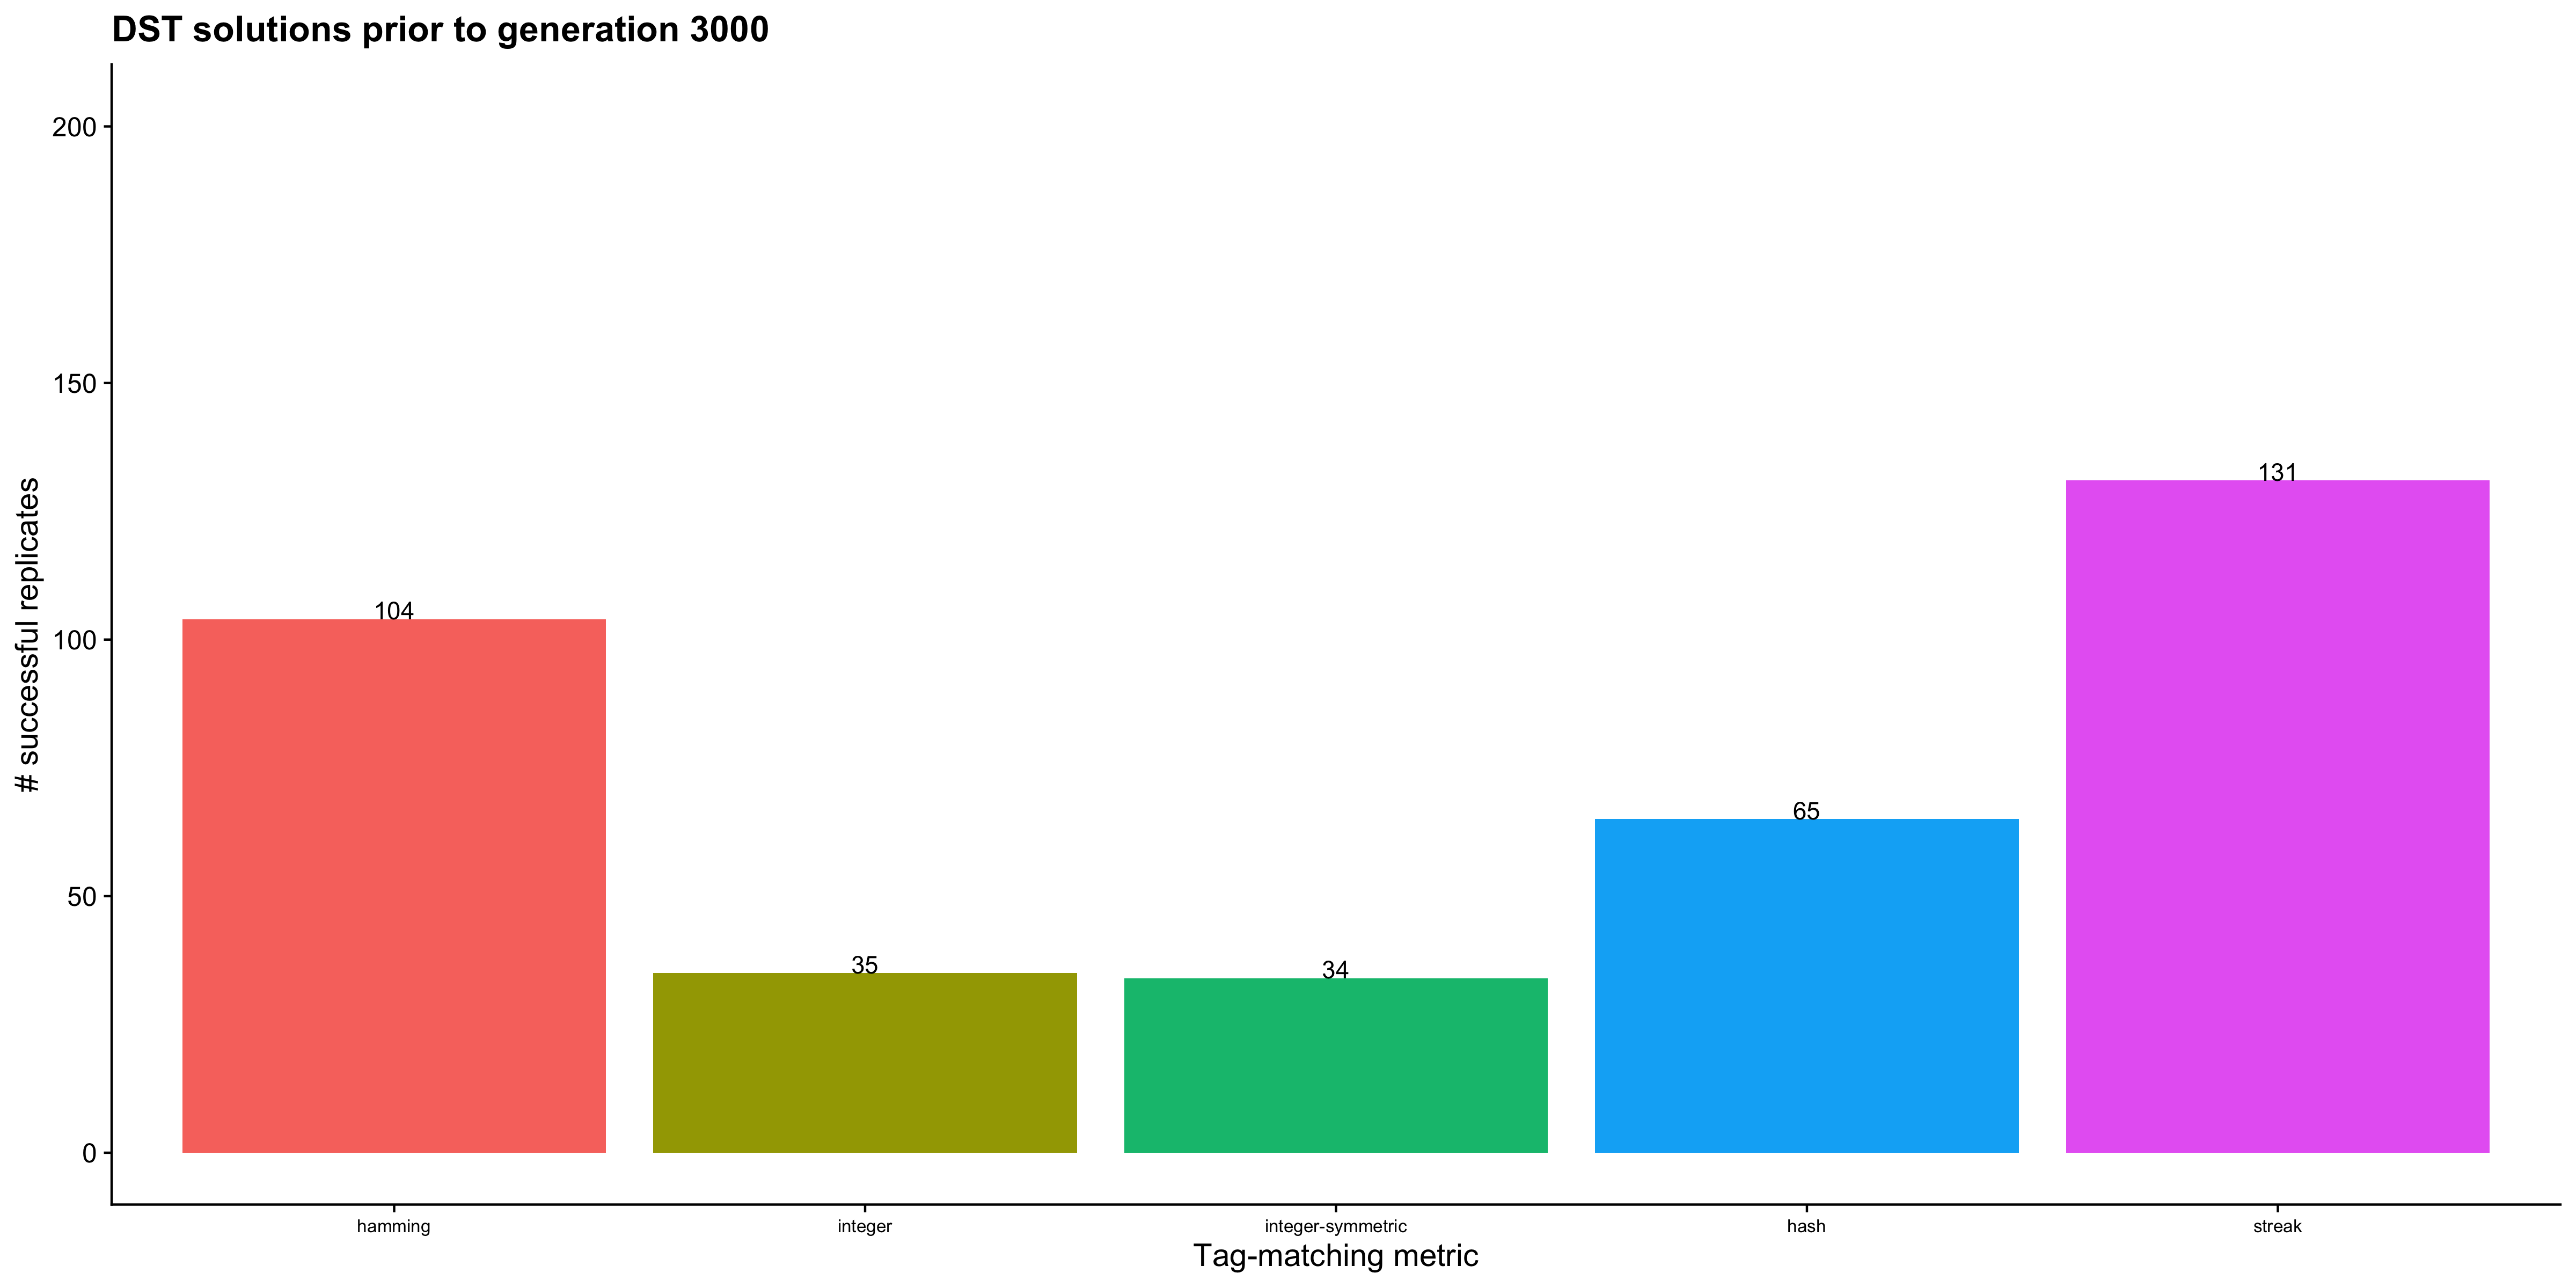 DST solutions prior to generation 3000
# successful replicates
200
150
100
50
0
104
35
34
65
131
hamming
integer
integer-symmetric
hash
streak
Tag-matching metric